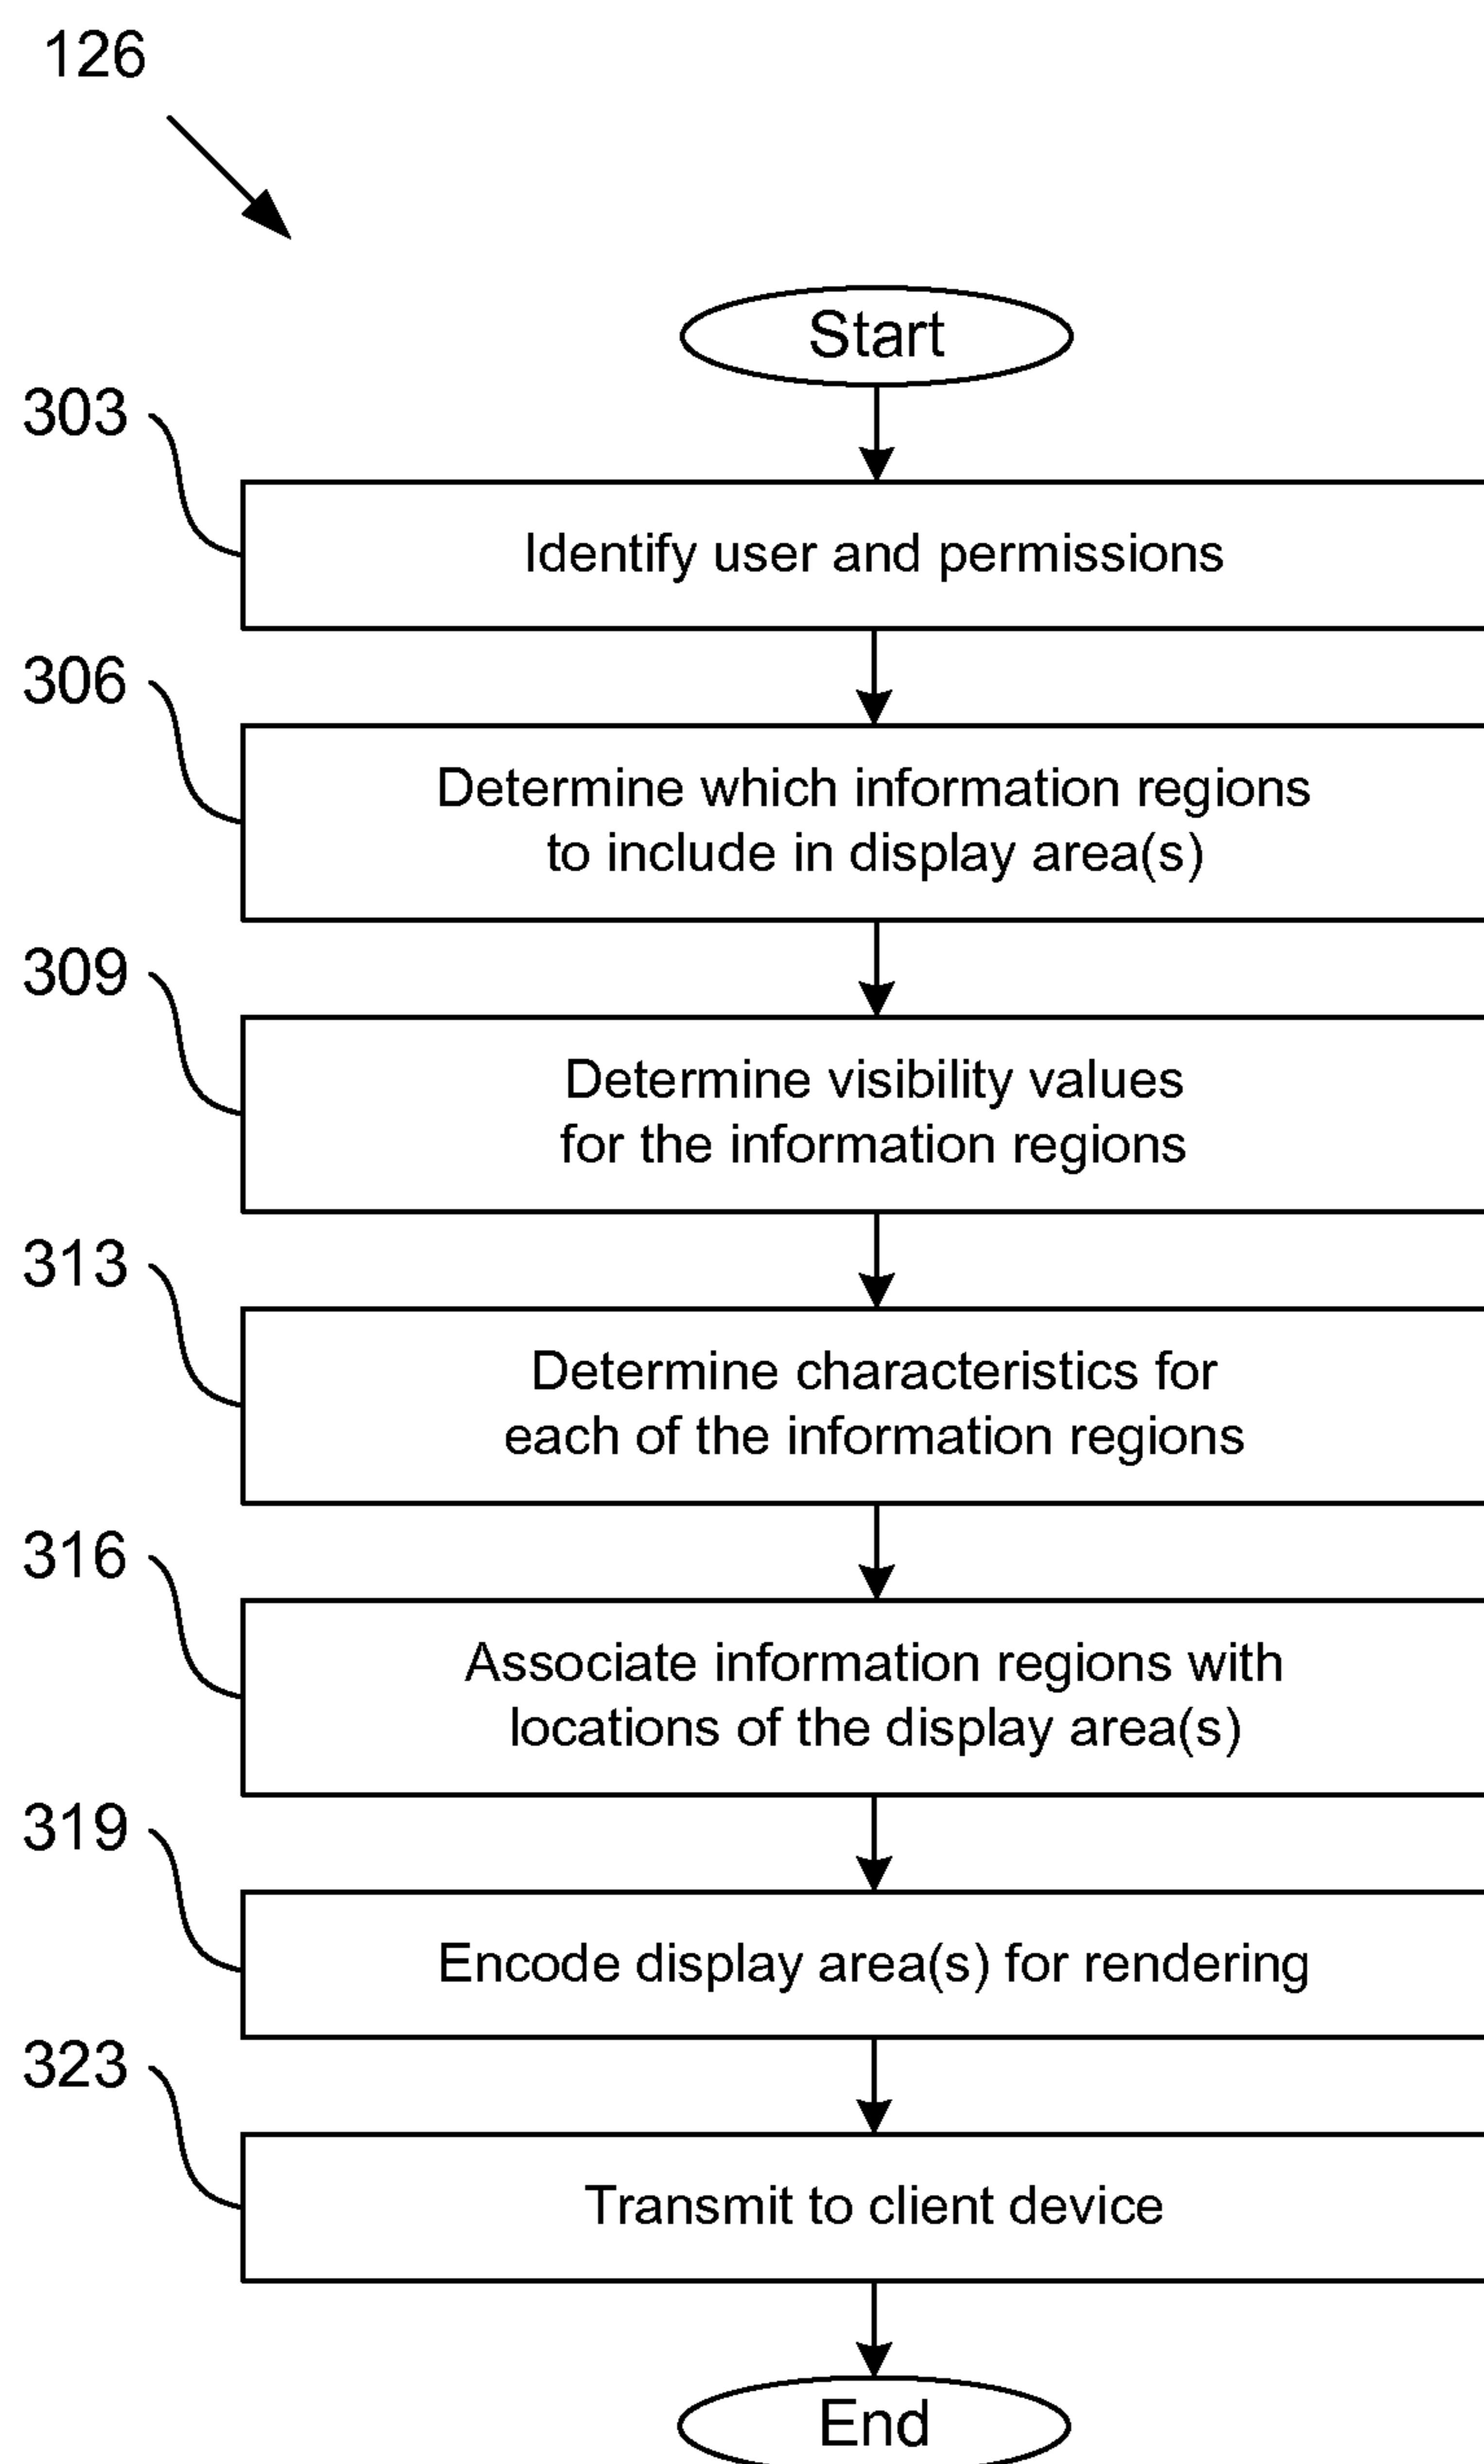 126
Start
303
Identify user and permissions
306
Determine which information regions
to include in display area(s)
309
Determine visibility values
for the information regions
313
Determine characteristics for
each of the information regions
316
Associate information regions with
locations of the display area(s)
319
Encode display area(s) for rendering
323
Transmit to client device
End